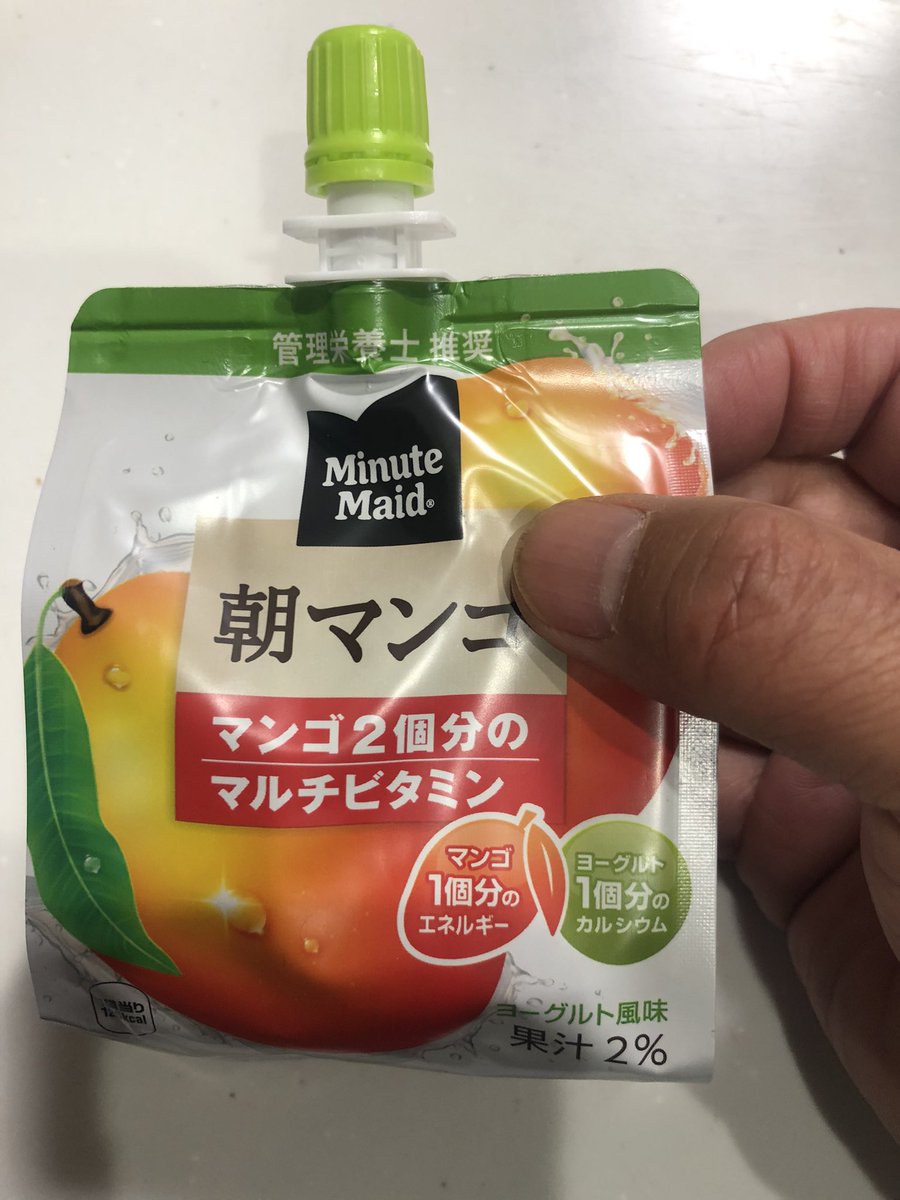 管理栄養士 推奨
Minute
Maid®
朝マンゴ
マンゴ2個分の
マルチビタミン
マンゴ
1個分の
エネルギー
ヨーグルト
1個分の
カルシウム
当り
kcal
ヨーグルト風味
果汁 2%